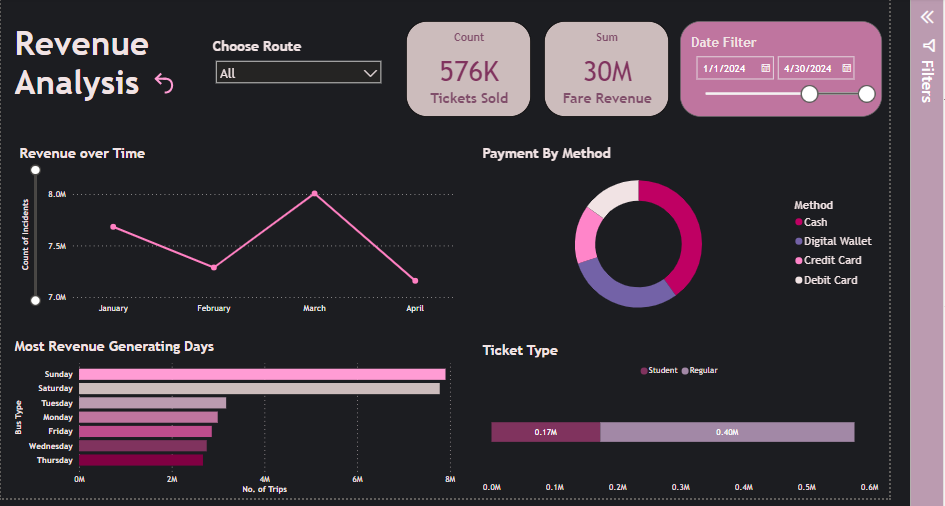 Revenue
Analysis
Choose Route
All
Count
576K
Tickets Sold
Sum
30M
Fare Revenue
Date Filter
1/1/2024
4/30/2024
Filters
Revenue over Time
Count of Incidents
8.0M
7.5M
7.0M
January
February
March
April
Payment By Method
Method
Cash
Digital Wallet
Credit Card
Debit Card
Most Revenue Generating Days
Bus Type
Sunday
Saturday
Tuesday
Monday
Friday
Wednesday
Thursday
0M
2M
4M
6M
8M
No. of Trips
Ticket Type
Student
Regular
0.17M
0.40M
0.0M
0.1M
0.2M
0.3M
0.4M
0.5M
0.6M